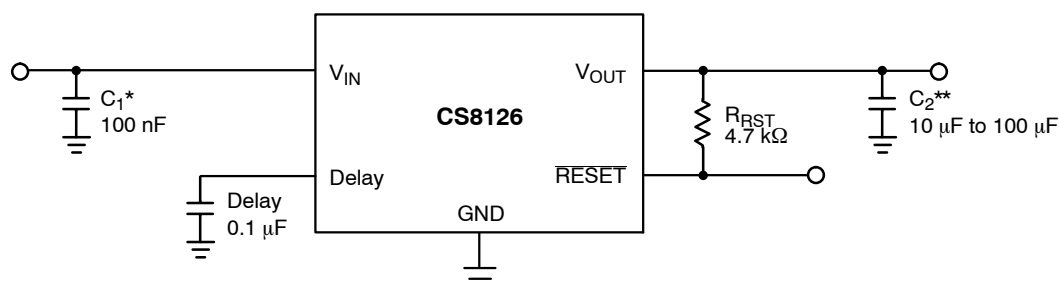 V_IN
V_OUT
C_1*
100 nF
CS8126
R_RST
4.7 kΩ
C_2**
10 μF to 100 μF
Delay
R̅E̅S̅E̅T̅
Delay
0.1 μF
GND